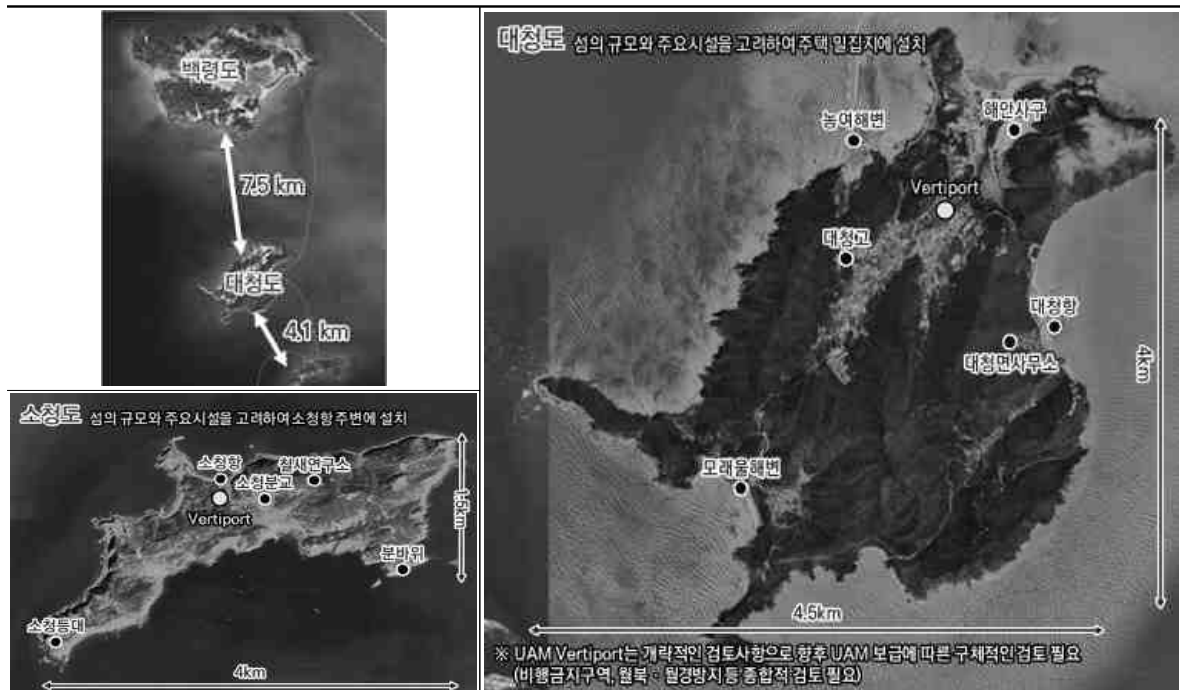 백령도
7.5 km
대청도
4.1 km
소청도 섬의 규모와 주요시설을 고려하여 소청항 주변에 설치
소청항
철새연구소
소청분교
Vertiport
1.5km
분바위
소청등대
4km
대청도 섬의 규모와 주요시설을 고려하여 주택 밀집지에 설치
농여해변
해안사구
Vertiport
대청고
대청항
대청면사무소
4km
모래울해변
4.5km
※ UAM Vertiport는 개략적인 검토사항으로 향후 UAM 보급에 따른 구체적인 검토 필요
(비행금지구역, 월북·월경방지 등 종합적 검토 필요)